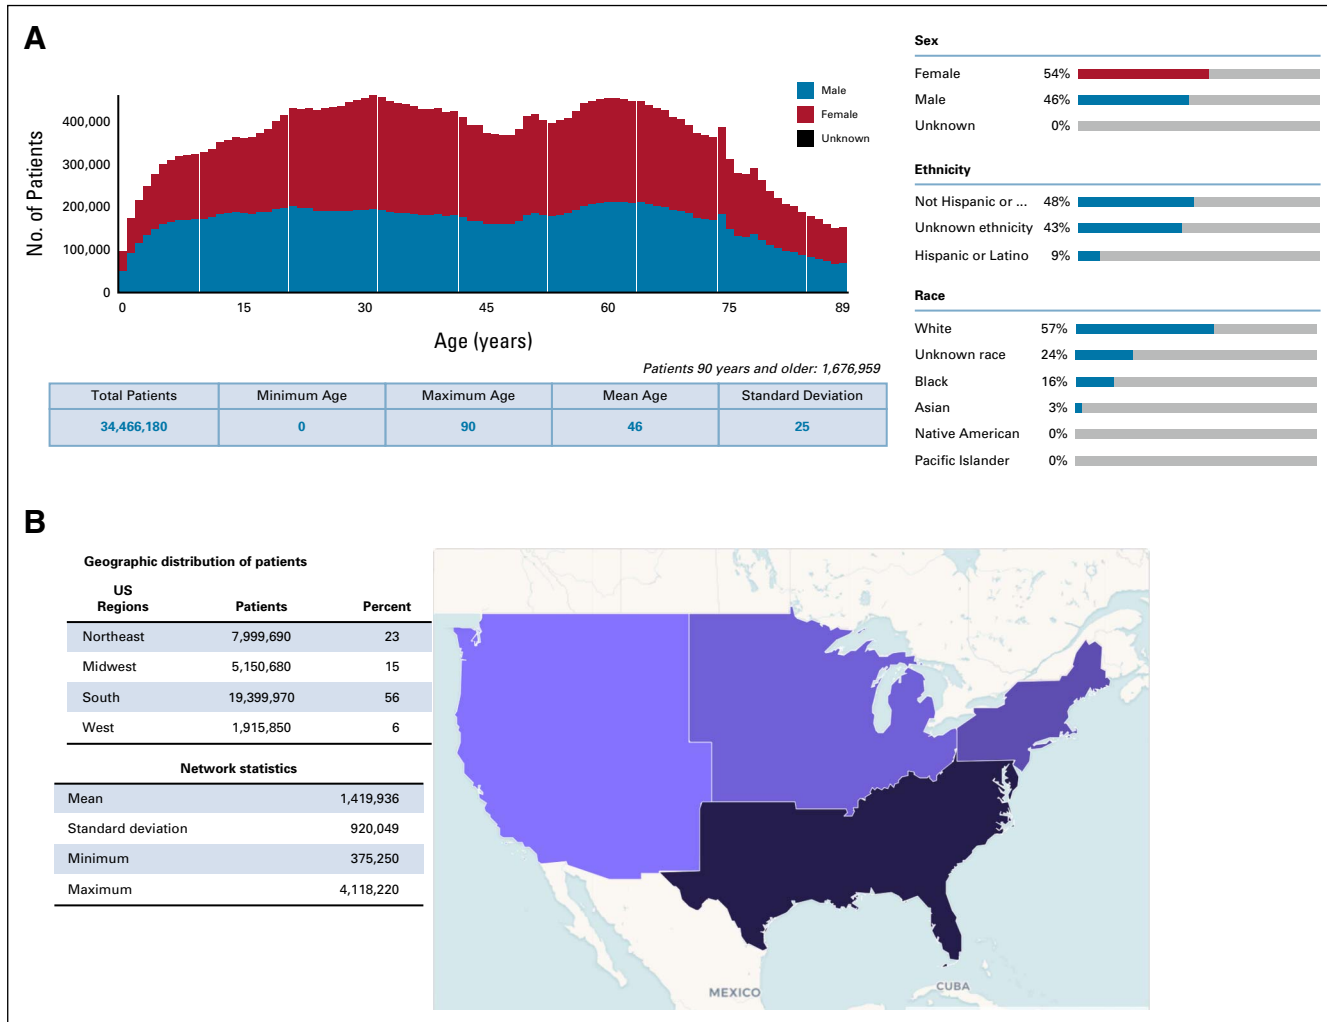 A
No. of Patients
400,000
300,000
200,000
100,000
0
0 15 30 45 60 75 89
Age (years)
Male
Female
Unknown
Patients 90 years and older: 1,676,959
Total Patients Minimum Age Maximum Age Mean Age Standard Deviation
34,466,180 0 90 46 25
Sex
Female 54%
Male 46%
Unknown 0%
Ethnicity
Not Hispanic or ... 48%
Unknown ethnicity 43%
Hispanic or Latino 9%
Race
White 57%
Unknown race 24%
Black 16%
Asian 3%
Native American 0%
Pacific Islander 0%
B
Geographic distribution of patients
US
Regions Patients Percent
Northeast 7,999,690 23
Midwest 5,150,680 15
South 19,399,970 56
West 1,915,850 6
Network statistics
Mean 1,419,936
Standard deviation 920,049
Minimum 375,250
Maximum 4,118,220
MEXICO
CUBA